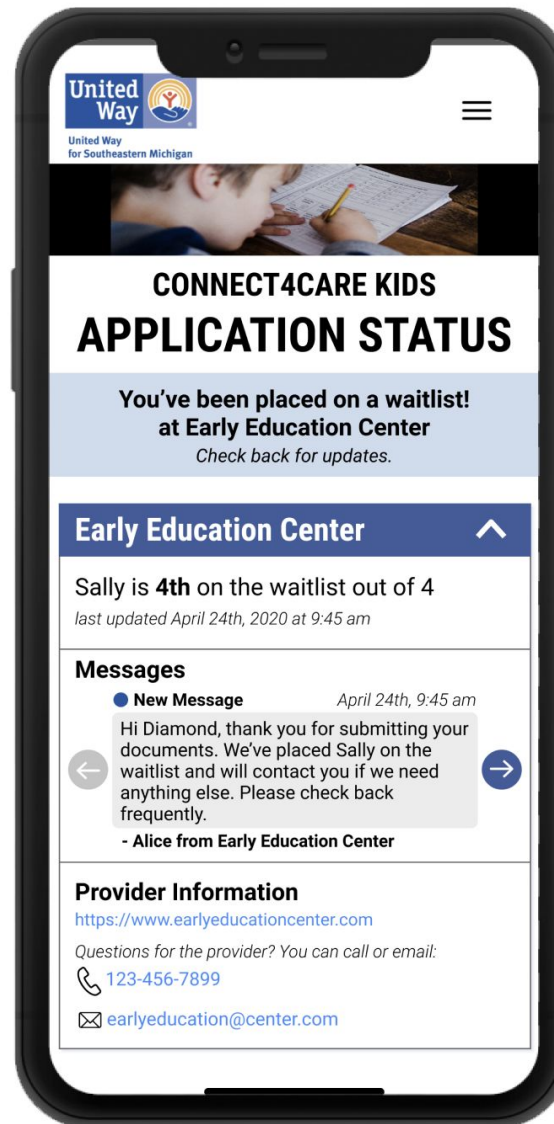 United
Way
United Way
for Southeastern Michigan
CONNECT4CARE KIDS
APPLICATION STATUS
You’ve been placed on a waitlist!
at Early Education Center
Check back for updates.
Early Education Center
Sally is 4th on the waitlist out of 4
last updated April 24th, 2020 at 9:45 am
Messages
New Message April 24th, 9:45 am
Hi Diamond, thank you for submitting your
documents. We’ve placed Sally on the
waitlist and will contact you if we need
anything else. Please check back
frequently.
- Alice from Early Education Center
Provider Information
https://www.earlyeducationcenter.com
Questions for the provider? You can call or email:
123-456-7899
earlyeducation@center.com